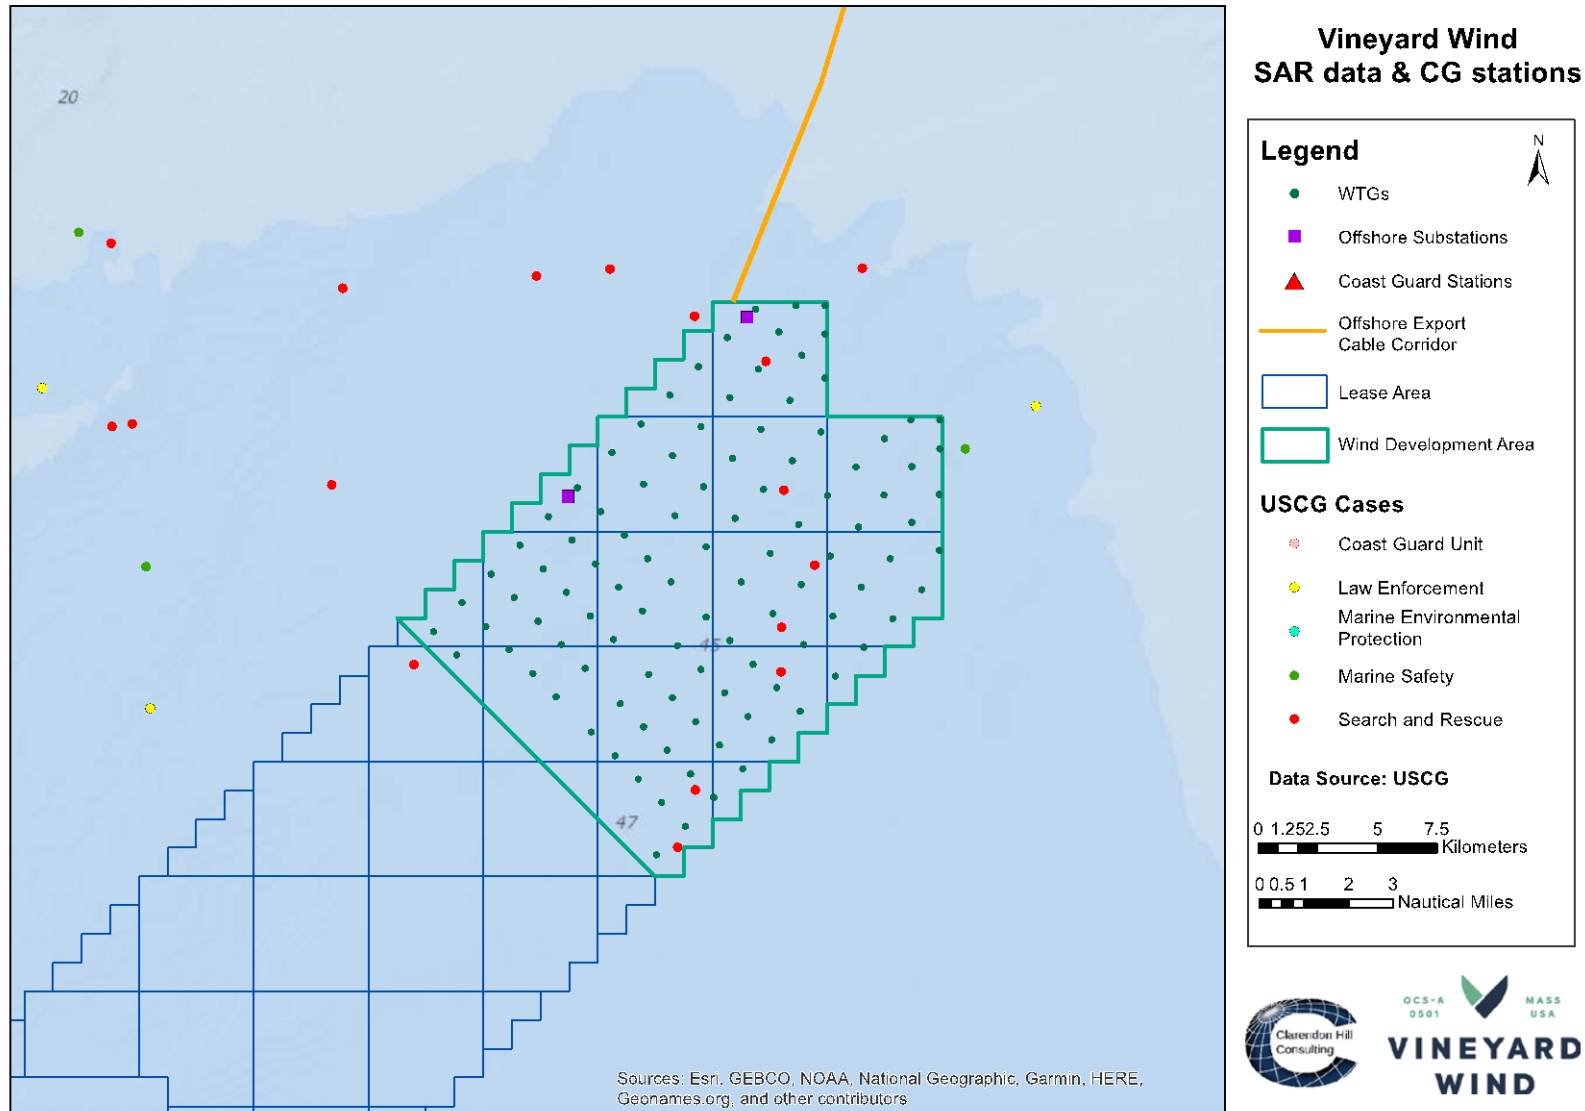 Vineyard Wind
SAR data & CG stations
20
45
47
Legend
N
WTGs
Offshore Substations
Coast Guard Stations
Offshore Export
Cable Corridor
Lease Area
Wind Development Area
USCG Cases
Coast Guard Unit
Law Enforcement
Marine Environmental
Protection
Marine Safety
Search and Rescue
Data Source: USCG
0 1.252.5 5 7.5
Kilometers
0 0.5 1 2 3
Nautical Miles
Sources: Esri, GEBCO, NOAA, National Geographic, Garmin, HERE,
Geonames.org, and other contributors
Clarendon Hill
Consulting
OCS-A
0501
MASS
USA
VINEYARD
WIND